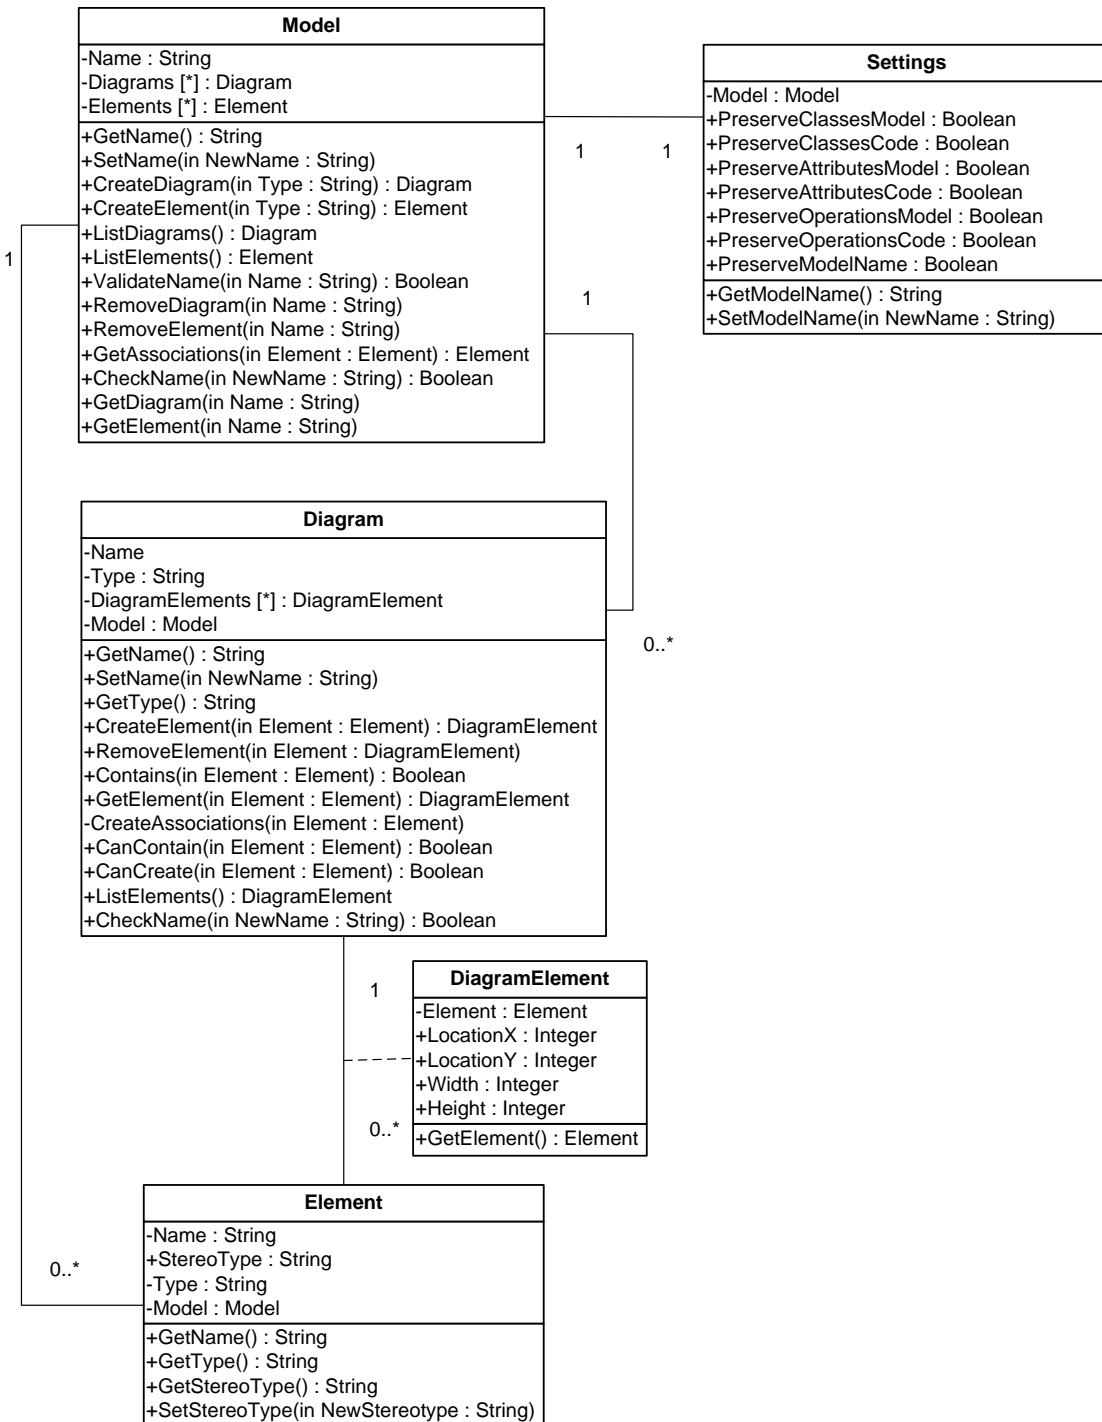 Model
-Name : String
-Diagrams [*] : Diagram
-Elements [*] : Element
+GetName() : String
+SetName(in NewName : String)
+CreateDiagram(in Type : String) : Diagram
+CreateElement(in Type : String) : Element
+ListDiagrams() : Diagram
+ListElements() : Element
+ValidateName(in Name : String) : Boolean
+RemoveDiagram(in Name : String)
+RemoveElement(in Name : String)
+GetAssociations(in Element : Element) : Element
+CheckName(in NewName : String) : Boolean
+GetDiagram(in Name : String)
+GetElement(in Name : String)
Settings
-Model : Model
+PreserveClassesModel : Boolean
+PreserveClassesCode : Boolean
+PreserveAttributesModel : Boolean
+PreserveAttributesCode : Boolean
+PreserveOperationsModel : Boolean
+PreserveOperationsCode : Boolean
+PreserveModelName : Boolean
+GetModelName() : String
+SetModelName(in NewName : String)
1
1
1
1
Diagram
-Name
-Type : String
-DiagramElements [*] : DiagramElement
-Model : Model
+GetName() : String
+SetName(in NewName : String)
+GetType() : String
+CreateElement(in Element : Element) : DiagramElement
+RemoveElement(in Element : DiagramElement)
+Contains(in Element : Element) : Boolean
+GetElement(in Element : Element) : DiagramElement
-CreateAssociations(in Element : Element)
+CanContain(in Element : Element) : Boolean
+CanCreate(in Element : Element) : Boolean
+ListElements() : DiagramElement
+CheckName(in NewName : String) : Boolean
0..*
1
DiagramElement
-Element : Element
+LocationX : Integer
+LocationY : Integer
+Width : Integer
+Height : Integer
+GetElement() : Element
0..*
Element
-Name : String
+StereoType : String
-Type : String
-Model : Model
+GetName() : String
+GetType() : String
+GetStereoType() : String
+SetStereoType(in NewStereotype : String)
0..*